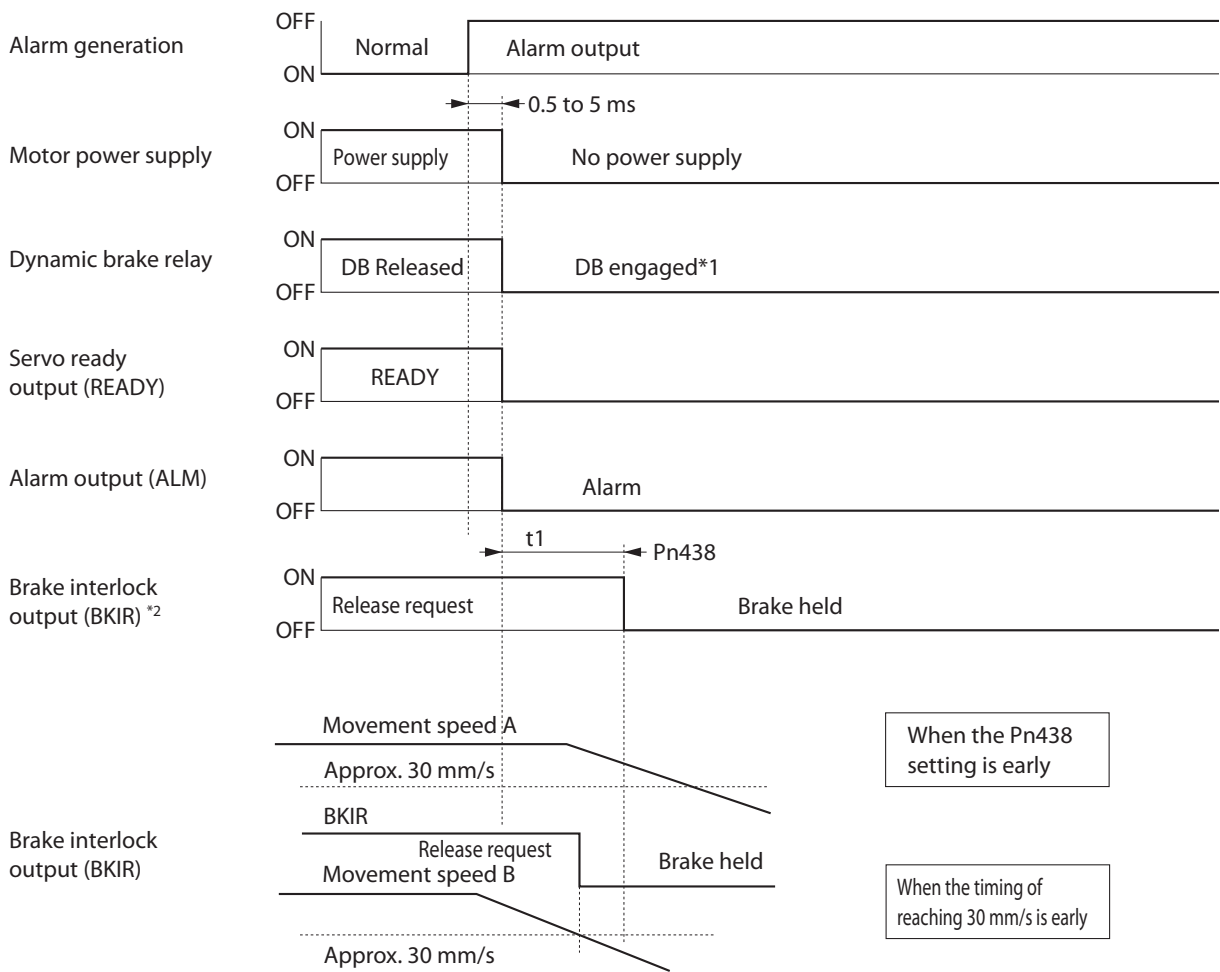 Alarm generation
OFF
ON
Normal
Alarm output
0.5 to 5 ms
Motor power supply
ON
OFF
Power supply
No power supply
Dynamic brake relay
ON
OFF
DB Released
DB engaged*1
Servo ready
output (READY)
ON
OFF
READY
Alarm output (ALM)
ON
OFF
Alarm
t1
Pn438
Brake interlock
output (BKIR) *2
ON
OFF
Release request
Brake held
Movement speed A
Approx. 30 mm/s
When the Pn438
setting is early
Brake interlock
output (BKIR)
BKIR
Release request
Brake held
Movement speed B
Approx. 30 mm/s
When the timing of
reaching 30 mm/s is early